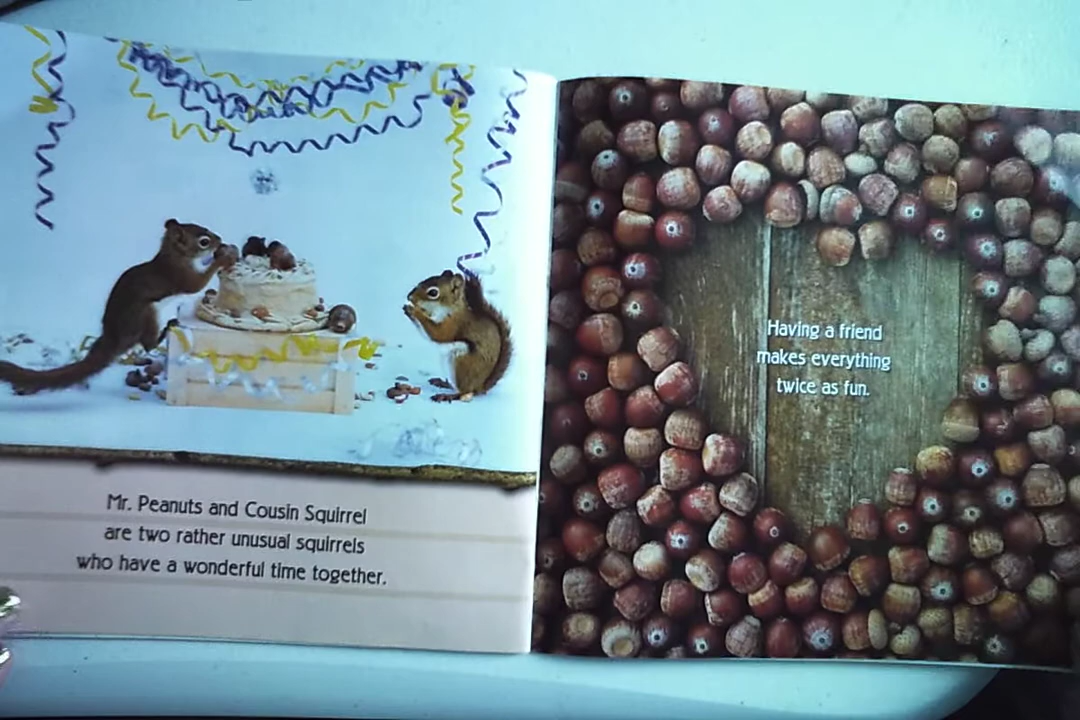 Mr. Peanuts and Cousin Squirrel
are two rather unusual squirrels
who have a wonderful time together.
Having a friend
makes everything
twice as fun.